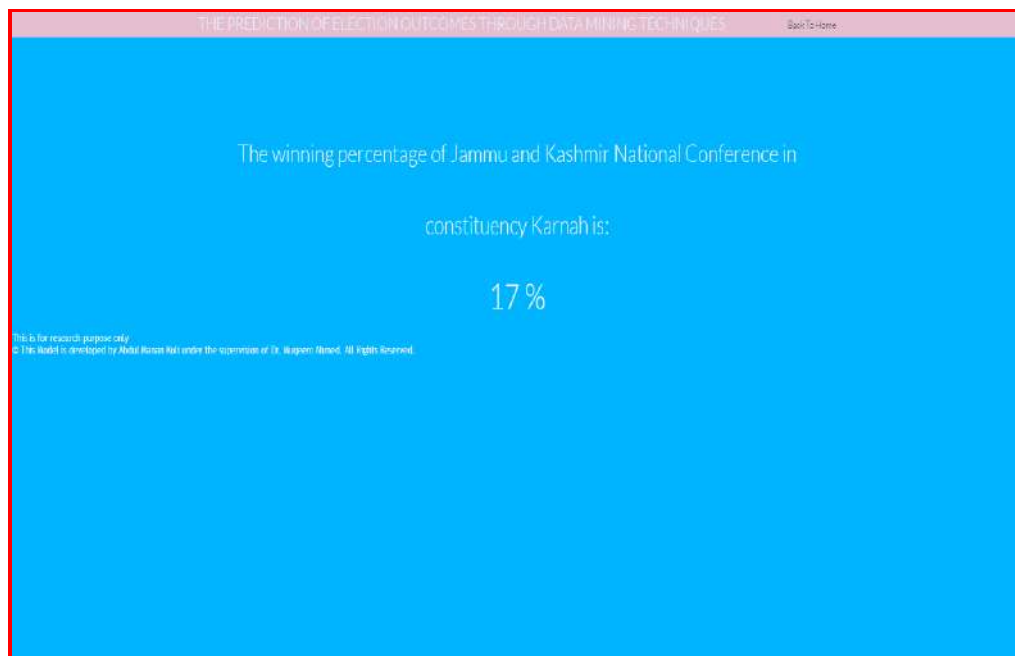 THE PREDICTION OF ELECTION OUTCOMES THROUGH DATA MINING TECHNIQUES
Back To Home
The winning percentage of Jammu and Kashmir National Conference in
constituency Karnah is:
17 %
This is for research purpose only
© This Model is developed by Abdul Manan Koli under the supervision of Dr. Muqeem Ahmed. All Rights Reserved.